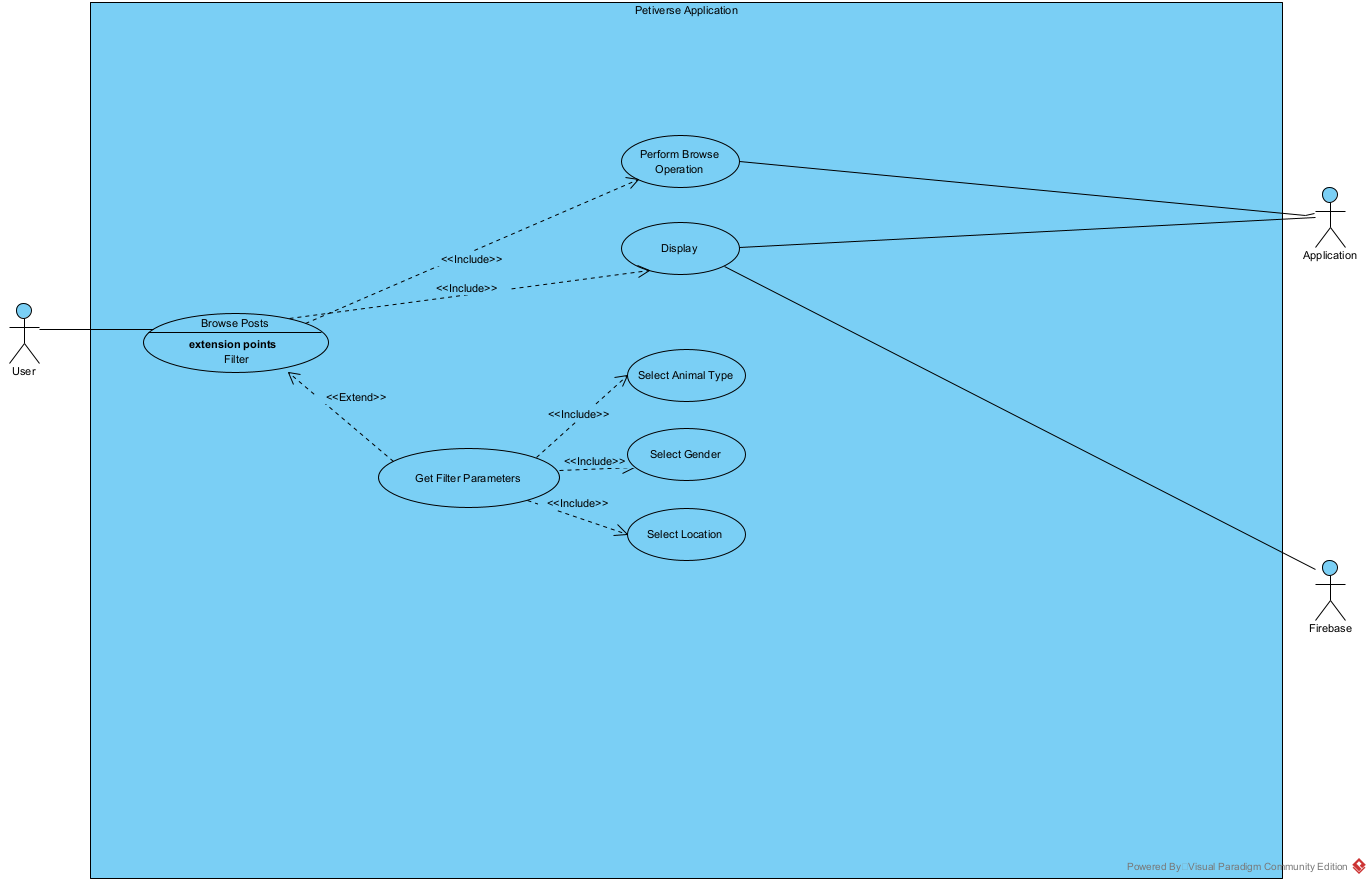 Petiverse Application
Perform Browse
Operation
Display
<<Include>>
<<Include>>
Application
User
Browse Posts
extension points
Filter
<<Extend>>
Select Animal Type
<<Include>>
Select Gender
<<Include>>
Get Filter Parameters
<<Include>>
Select Location
Firebase
Powered By Visual Paradigm Community Edition